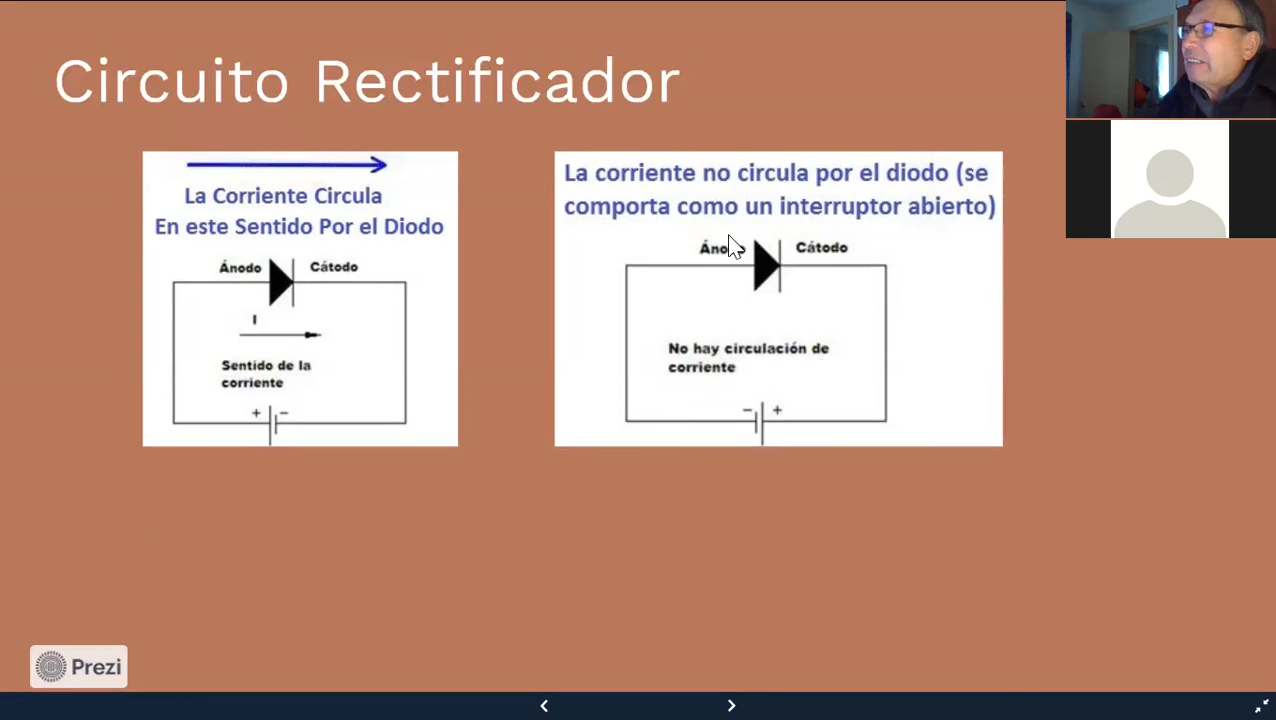 Circuito Rectificador
La Corriente Circula
En este Sentido Por el Diodo
Ánodo
Cátodo
I
Sentido de la
corriente
+ −
La corriente no circula por el diodo (se
comporta como un interruptor abierto)
Cátodo
No hay circulación de
corriente
− +
Prezi